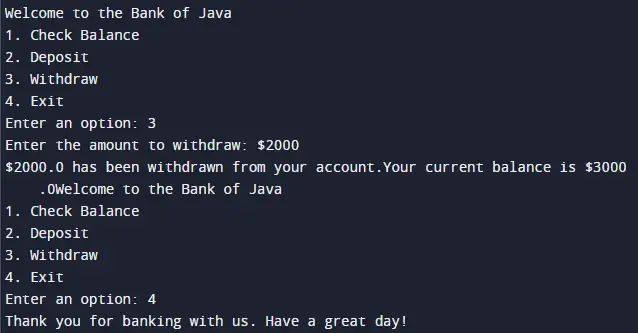 Welcome to the Bank of Java
1. Check Balance
2. Deposit
3. Withdraw
4. Exit
Enter an option: 3
Enter the amount to withdraw: $2000
$2000.0 has been withdrawn from your account.Your current balance is $3000
.0Welcome to the Bank of Java
1. Check Balance
2. Deposit
3. Withdraw
4. Exit
Enter an option: 4
Thank you for banking with us. Have a great day!